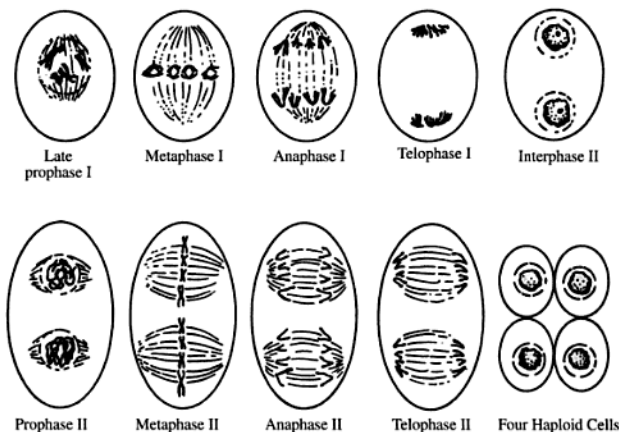 Late
prophase I
Metaphase I
Anaphase I
Telophase I
Interphase II
Prophase II
Metaphase II
Anaphase II
Telophase II
Four Haploid Cells